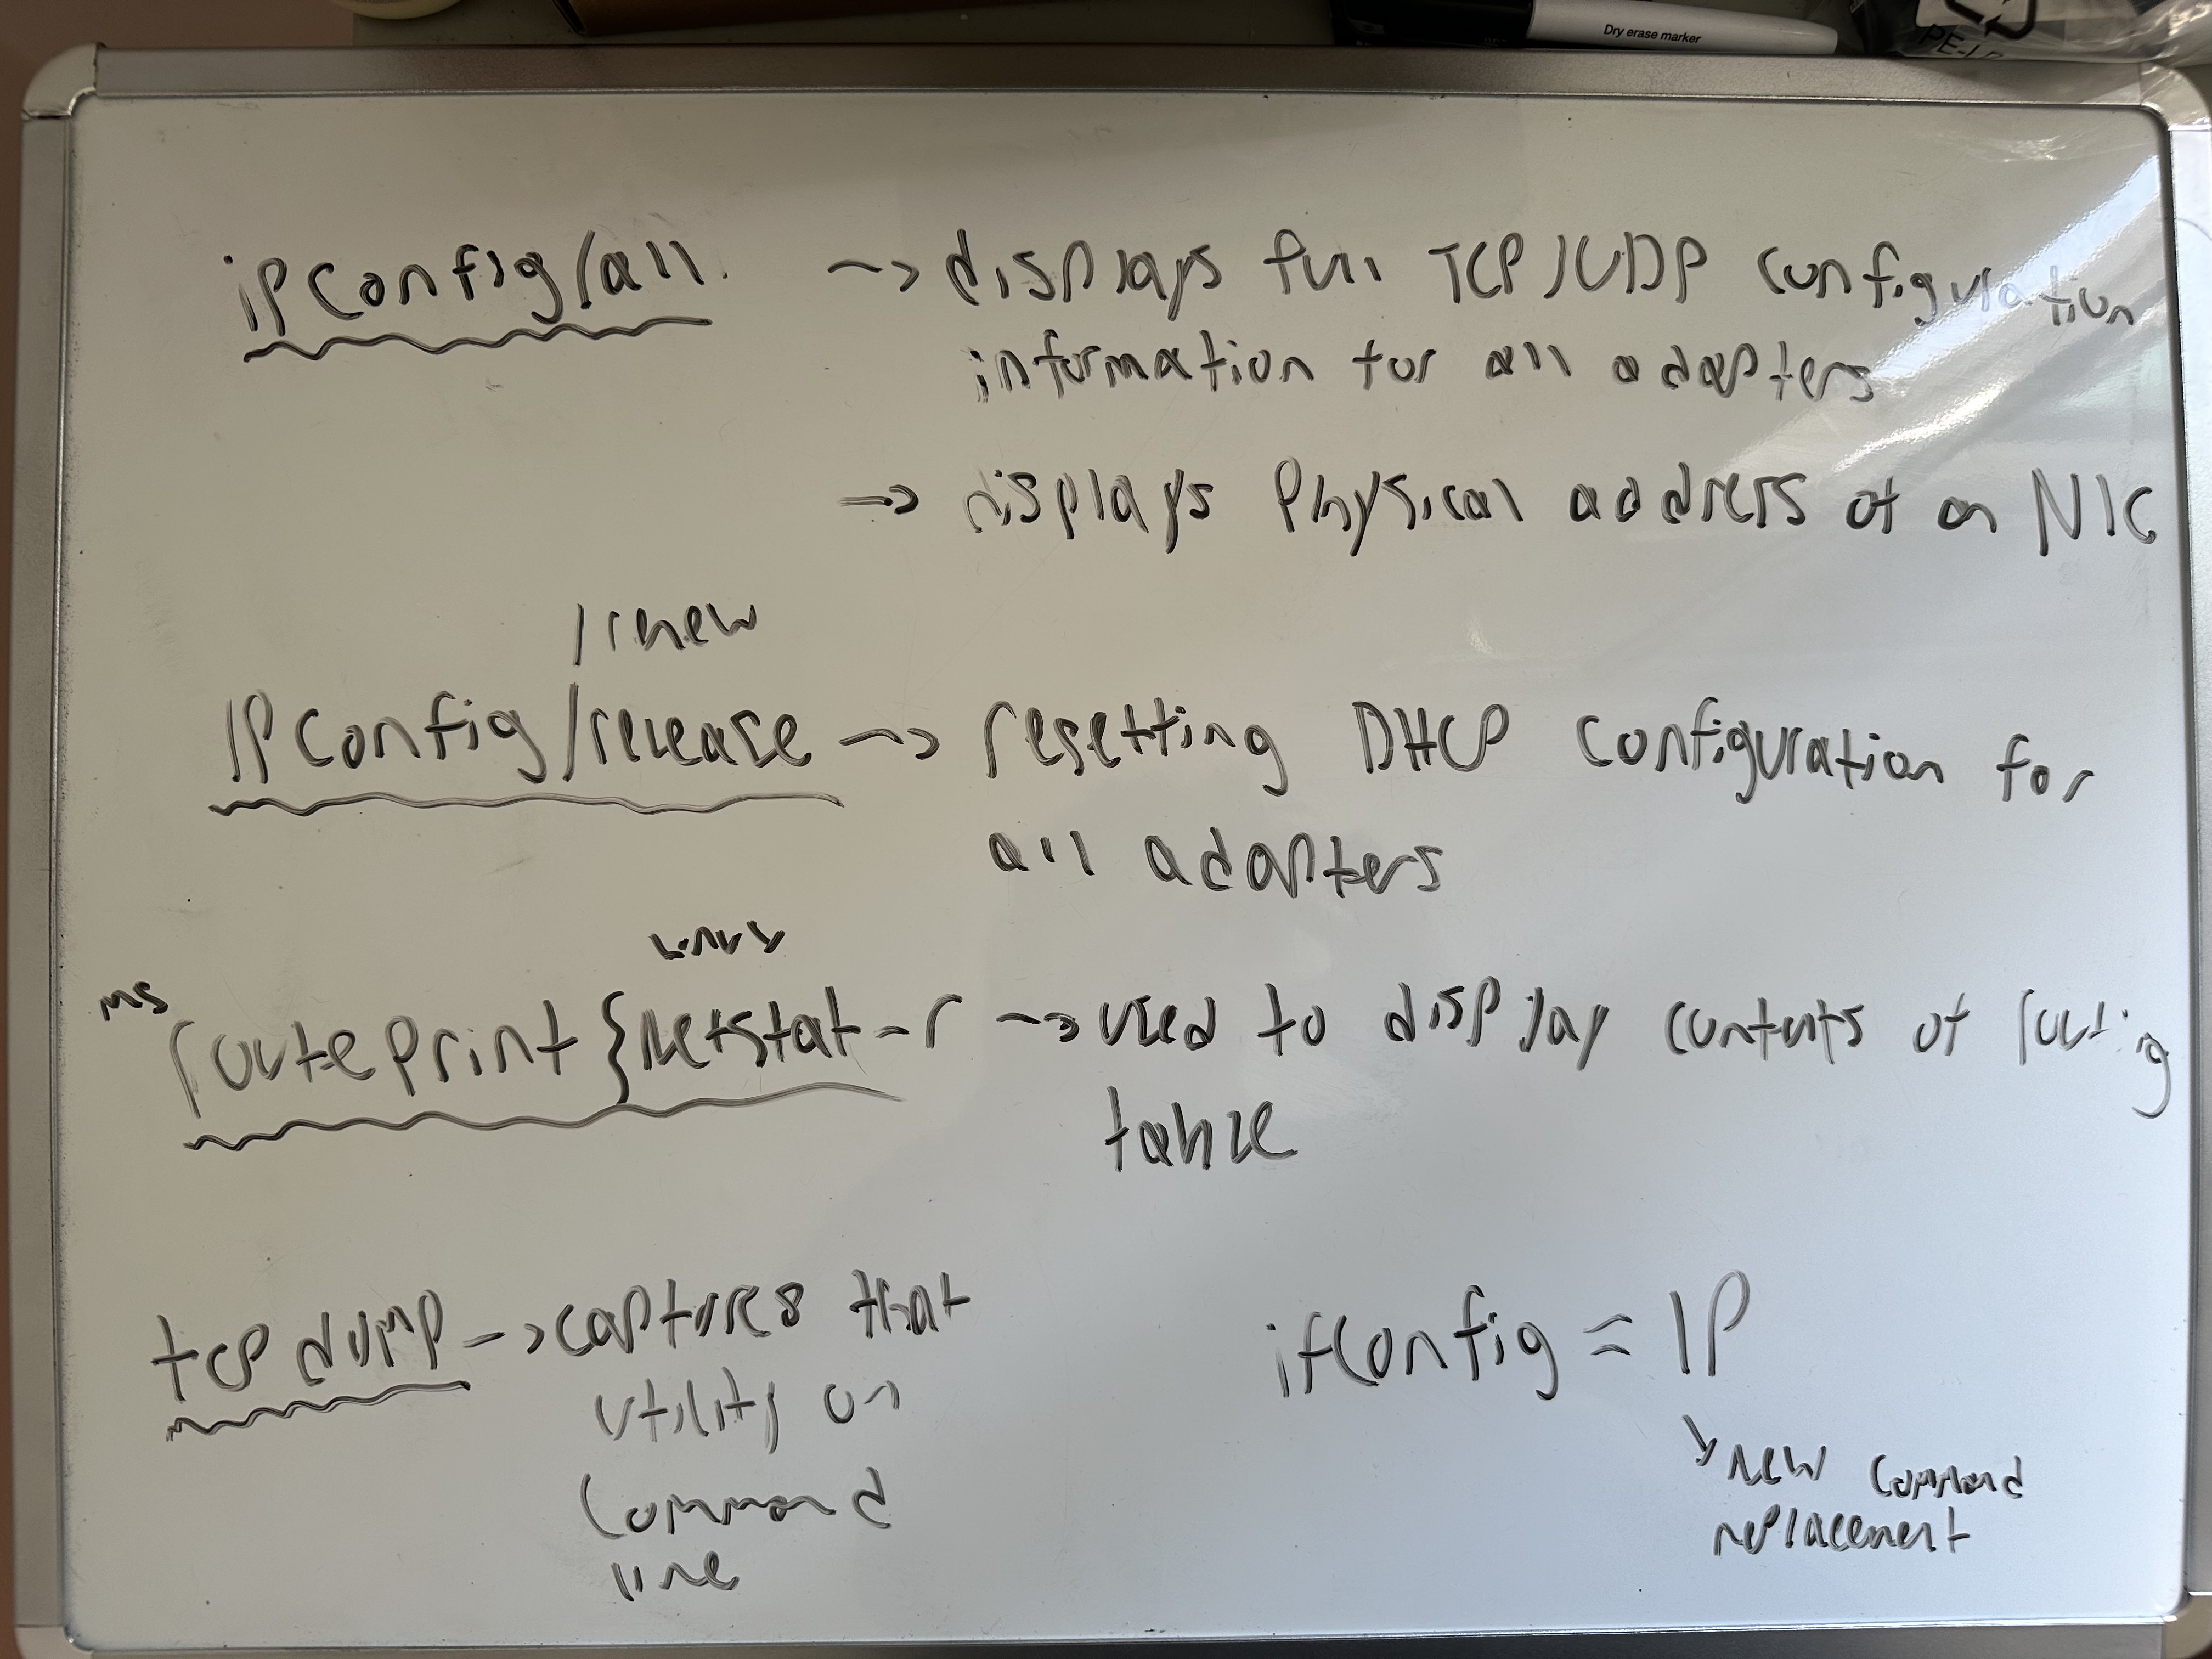 Dry erase marker
PE-L
ipconfig/all. -> displays full TCP/UDP configuration
information for all adapters
-> displays Physical address of an NIC
/renew
IPconfig/release -> resetting DHCP configuration for
all adapters
MS routeprint } Netstat -r -> used to display contents of routing
table
tcpdump -> captures that
utility on
command
line
ifconfig = IP
↘ New command
replacement